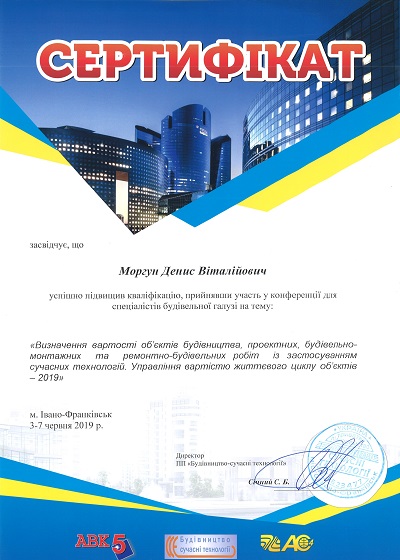 СЕРТИФІКАТ
засвідчує, що
Моргун Денис Віталійович
успішно підвищив кваліфікацію, прийнявши участь у конференції для
спеціалістів будівельної галузі на тему:
«Визначення вартості об'єктів будівництва, проектних, будівельно-
монтажних та ремонтно-будівельних робіт із застосуванням
сучасних технологій. Управління вартістю життєвого циклу об'єктів
– 2019»
м. Івано-Франківськ
3-7 червня 2019 р.
Директор
ПП «Будівництво-сучасні технології»
С. Б.
АВК 5
Будівництво
сучасні технології